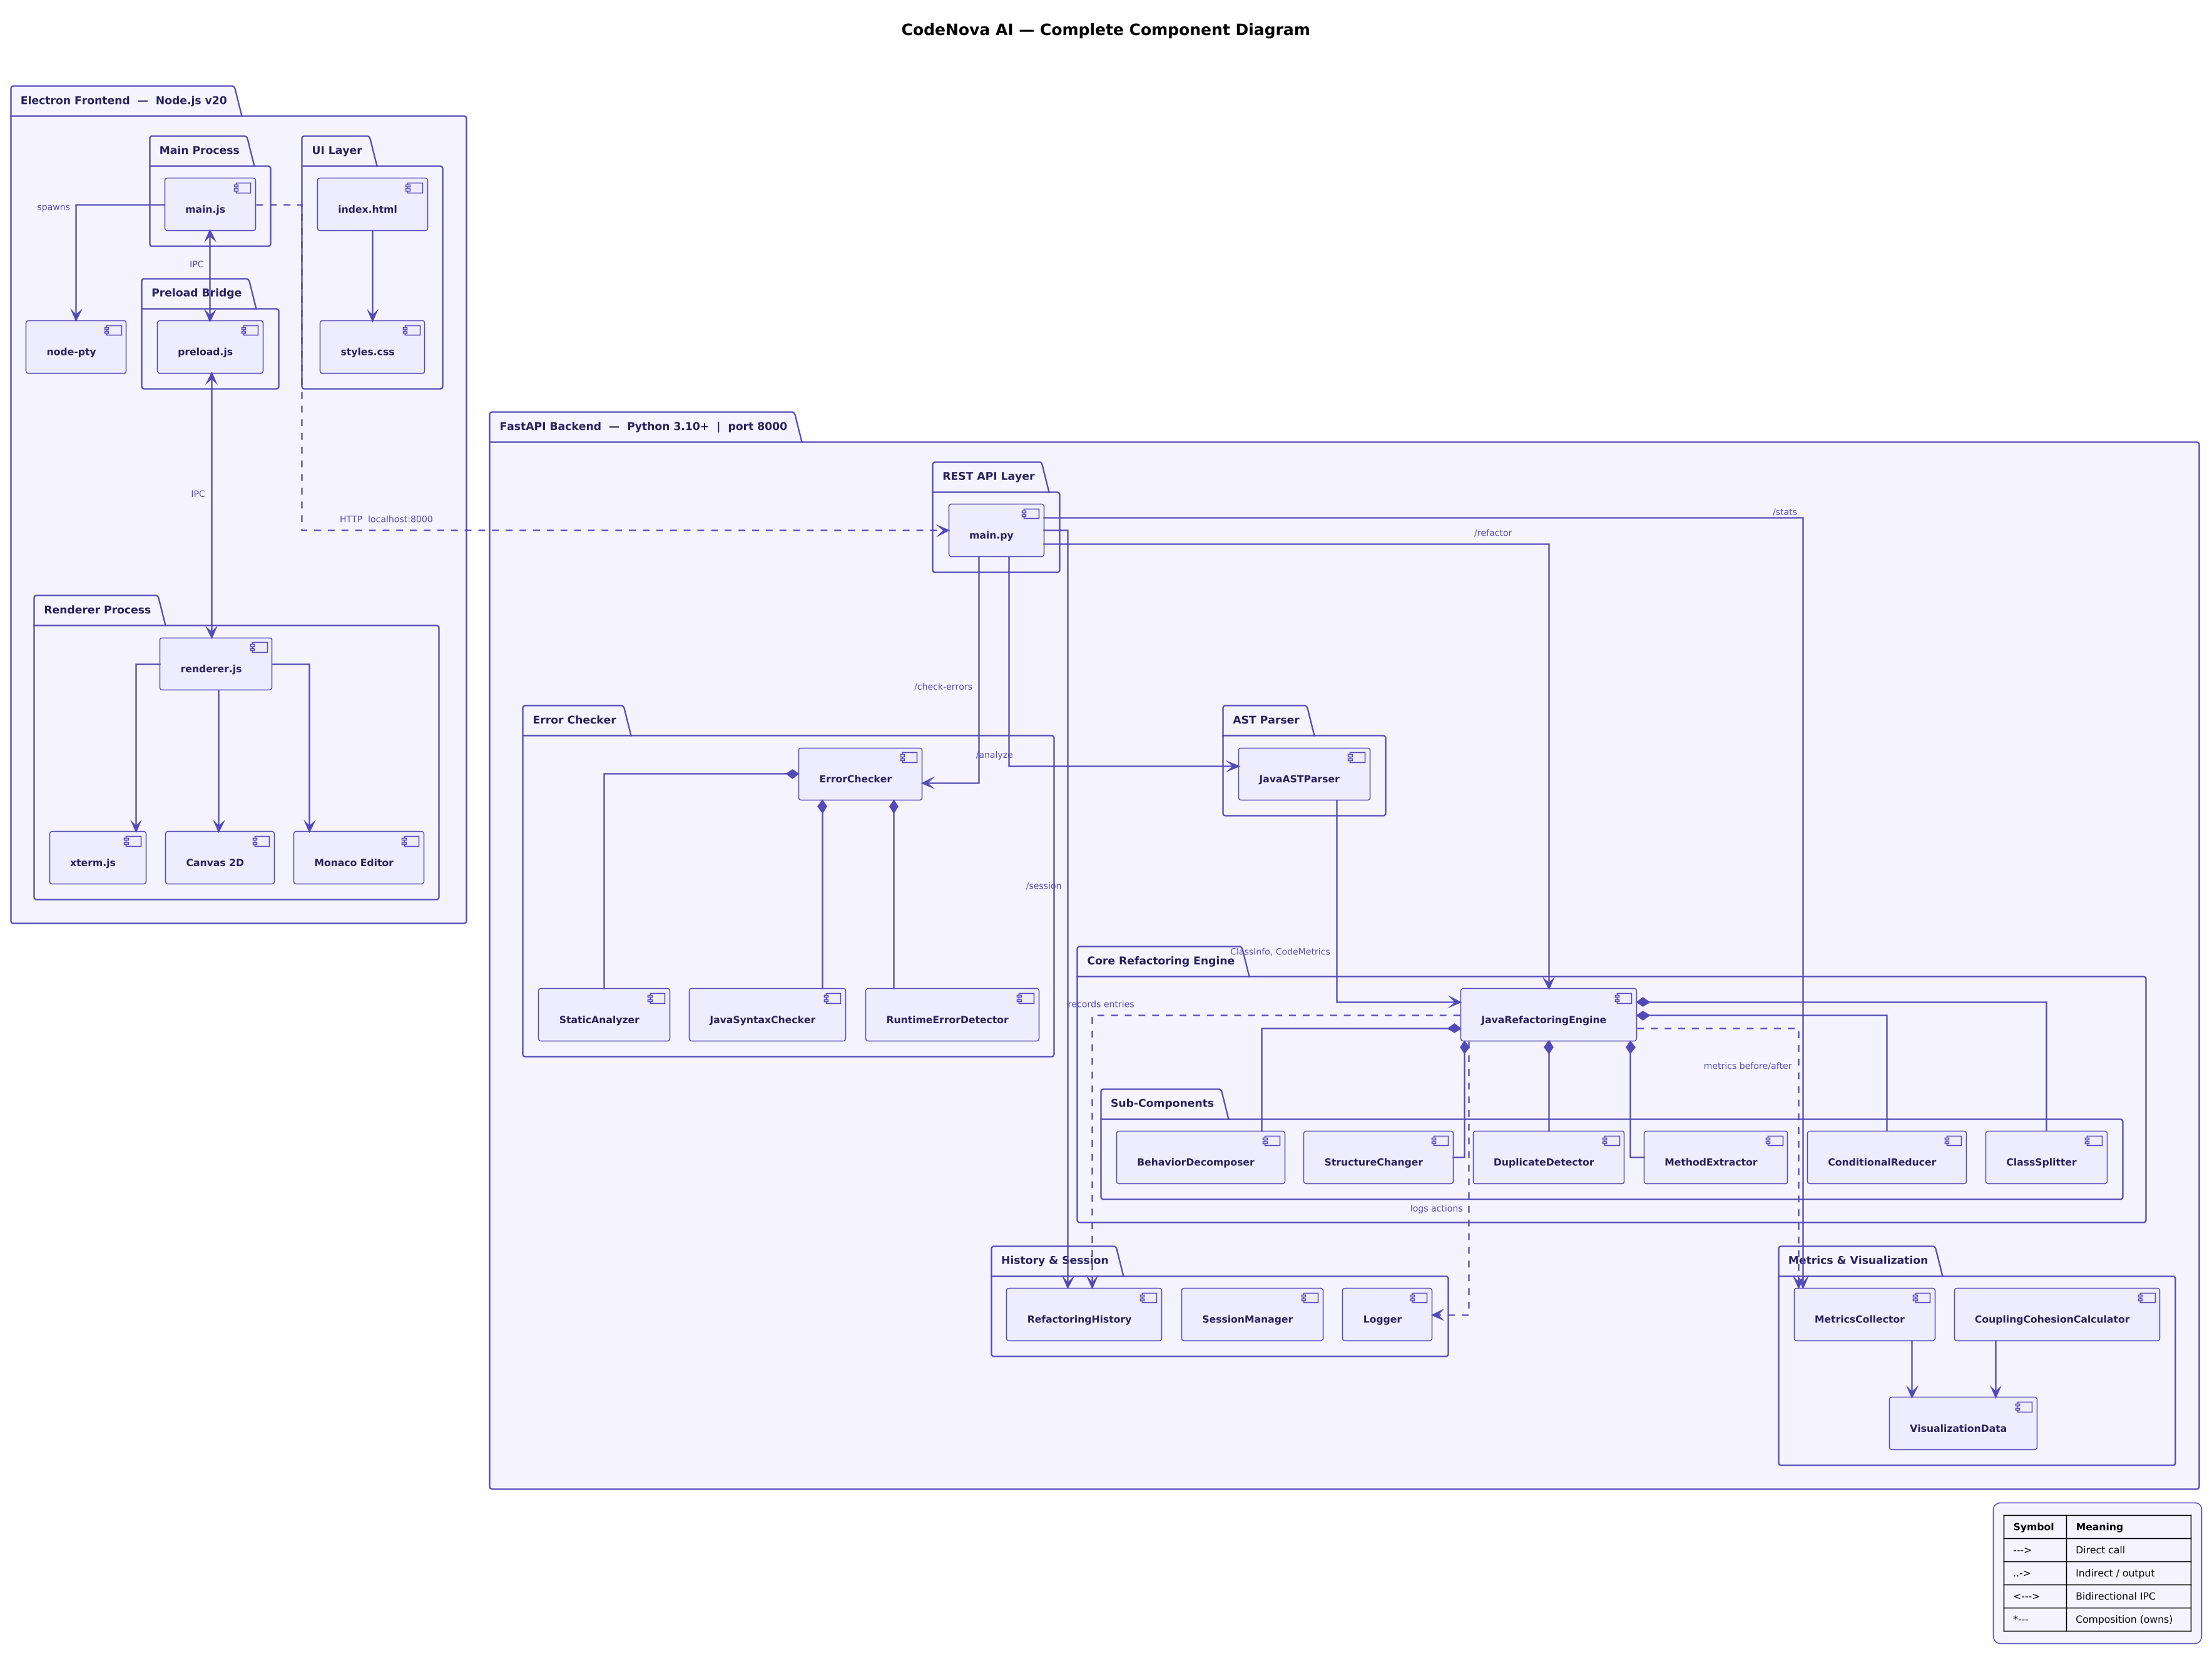 CodeNova AI — Complete Component Diagram
Electron Frontend — Node.js v20
Main Process
UI Layer
main.js
index.html
spawns
IPC
Preload Bridge
node-pty
preload.js
styles.css
IPC
HTTP localhost:8000
Renderer Process
renderer.js
xterm.js
Canvas 2D
Monaco Editor
FastAPI Backend — Python 3.10+ | port 8000
REST API Layer
main.py
/stats
/refactor
/check-errors
/analyze
/session
Error Checker
ErrorChecker
StaticAnalyzer
JavaSyntaxChecker
RuntimeErrorDetector
AST Parser
JavaASTParser
ClassInfo, CodeMetrics
Core Refactoring Engine
records entries
JavaRefactoringEngine
metrics before/after
Sub-Components
BehaviorDecomposer
StructureChanger
DuplicateDetector
MethodExtractor
ConditionalReducer
ClassSplitter
logs actions
History & Session
RefactoringHistory
SessionManager
Logger
Metrics & Visualization
MetricsCollector
CouplingCohesionCalculator
VisualizationData
Symbol Meaning
---> Direct call
..-> Indirect / output
<---> Bidirectional IPC
*--- Composition (owns)